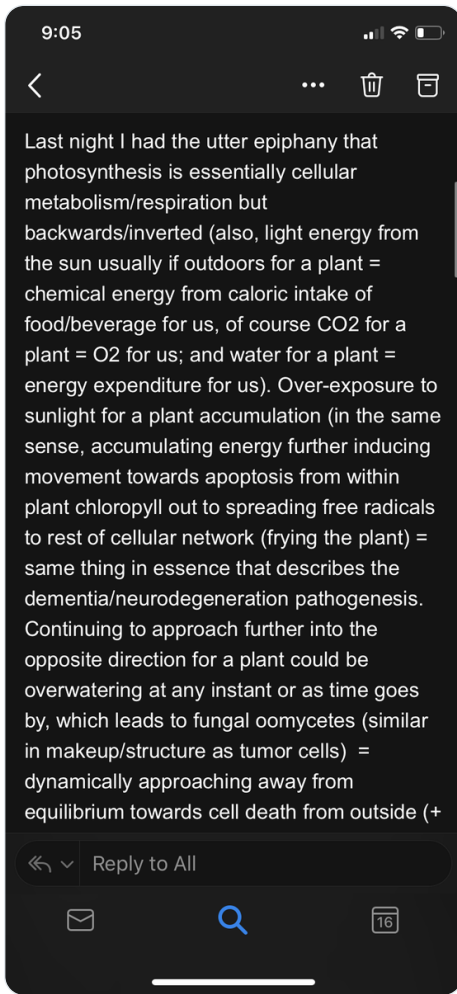 9:05
Last night I had the utter epiphany that
photosynthesis is essentially cellular
metabolism/respiration but
backwards/inverted (also, light energy from
the sun usually if outdoors for a plant =
chemical energy from caloric intake of
food/beverage for us, of course CO2 for a
plant = O2 for us; and water for a plant =
energy expenditure for us). Over-exposure to
sunlight for a plant accumulation (in the same
sense, accumulating energy further inducing
movement towards apoptosis from within
plant chloropyll out to spreading free radicals
to rest of cellular network (frying the plant) =
same thing in essence that describes the
dementia/neurodegeneration pathogenesis.
Continuing to approach further into the
opposite direction for a plant could be
overwatering at any instant or as time goes
by, which leads to fungal oomycetes (similar
in makeup/structure as tumor cells)  =
dynamically approaching away from
equilibrium towards cell death from outside (+
Reply to All
16